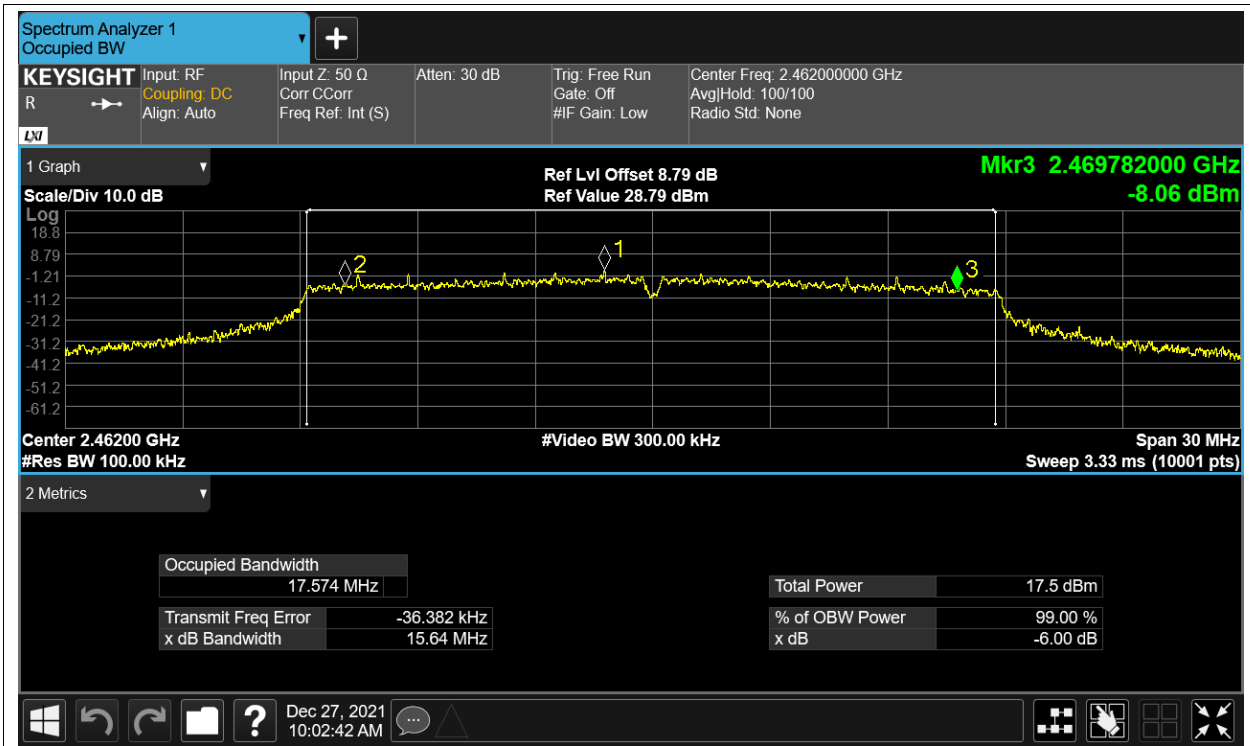 Spectrum Analyzer 1
Occupied BW
KEYSIGHT
R
LXI
Input: RF
Coupling: DC
Align: Auto
Input Z: 50 Ω
Corr CCorr
Freq Ref: Int (S)
Atten: 30 dB
Trig: Free Run
Gate: Off
#IF Gain: Low
Center Freq: 2.462000000 GHz
Avg|Hold: 100/100
Radio Std: None
1 Graph
Scale/Div 10.0 dB
Ref Lvl Offset 8.79 dB
Ref Value 28.79 dBm
Mkr3 2.469782000 GHz
-8.06 dBm
Log
18.8
8.79
-1.21
-11.2
-21.2
-31.2
-41.2
-51.2
-61.2
2
1
3
Center 2.46200 GHz
#Res BW 100.00 kHz
#Video BW 300.00 kHz
Span 30 MHz
Sweep 3.33 ms (10001 pts)
2 Metrics
Occupied Bandwidth
17.574 MHz
Transmit Freq Error -36.382 kHz
x dB Bandwidth 15.64 MHz
Total Power 17.5 dBm
% of OBW Power 99.00 %
x dB -6.00 dB
?
Dec 27, 2021
10:02:42 AM